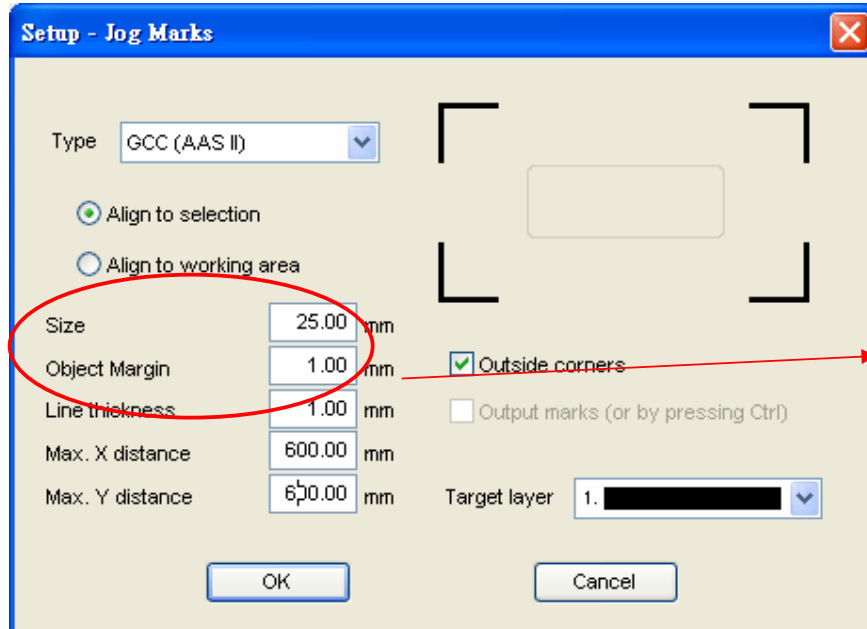 Setup - Jog Marks
Type GCC (AAS II)
Align to selection
Align to working area
Size 25.00 mm
Object Margin 1.00 mm Outside corners
Line thickness 1.00 mm Output marks (or by pressing Ctrl)
Max. X distance 600.00 mm
Max. Y distance 600.00 mm Target layer 1.
OK Cancel